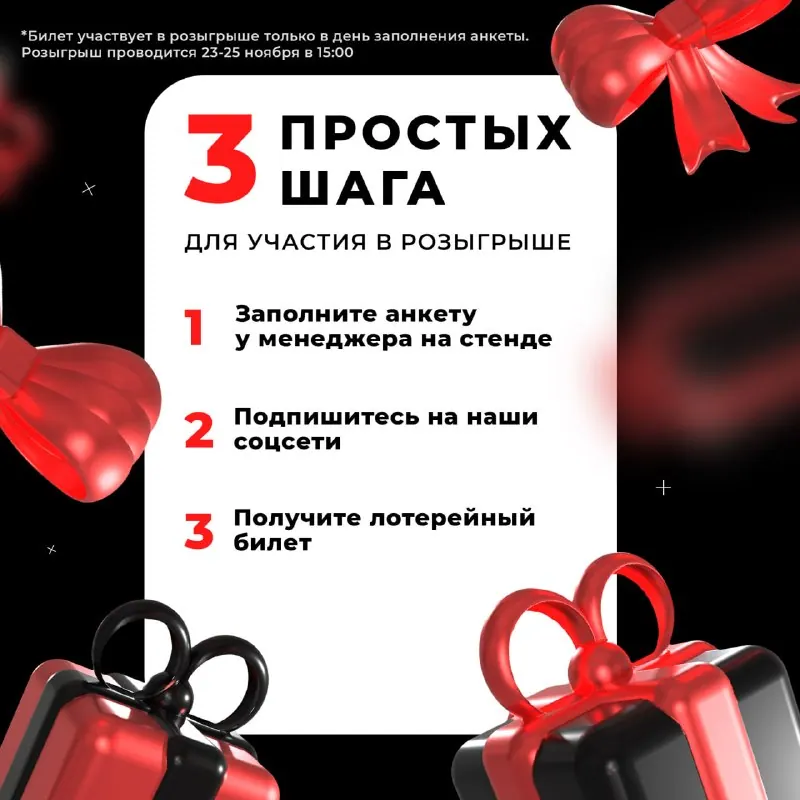 *Билет участвует в розыгрыше только в день заполнения анкеты.
Розыгрыш проводится 23-25 ноября в 15:00
3 ПРОСТЫХ
ШАГА
ДЛЯ УЧАСТИЯ В РОЗЫГРЫШЕ
1 Заполните анкету
у менеджера на стенде
2 Подпишитесь на наши
соцсети
3 Получите лотерейный
билет